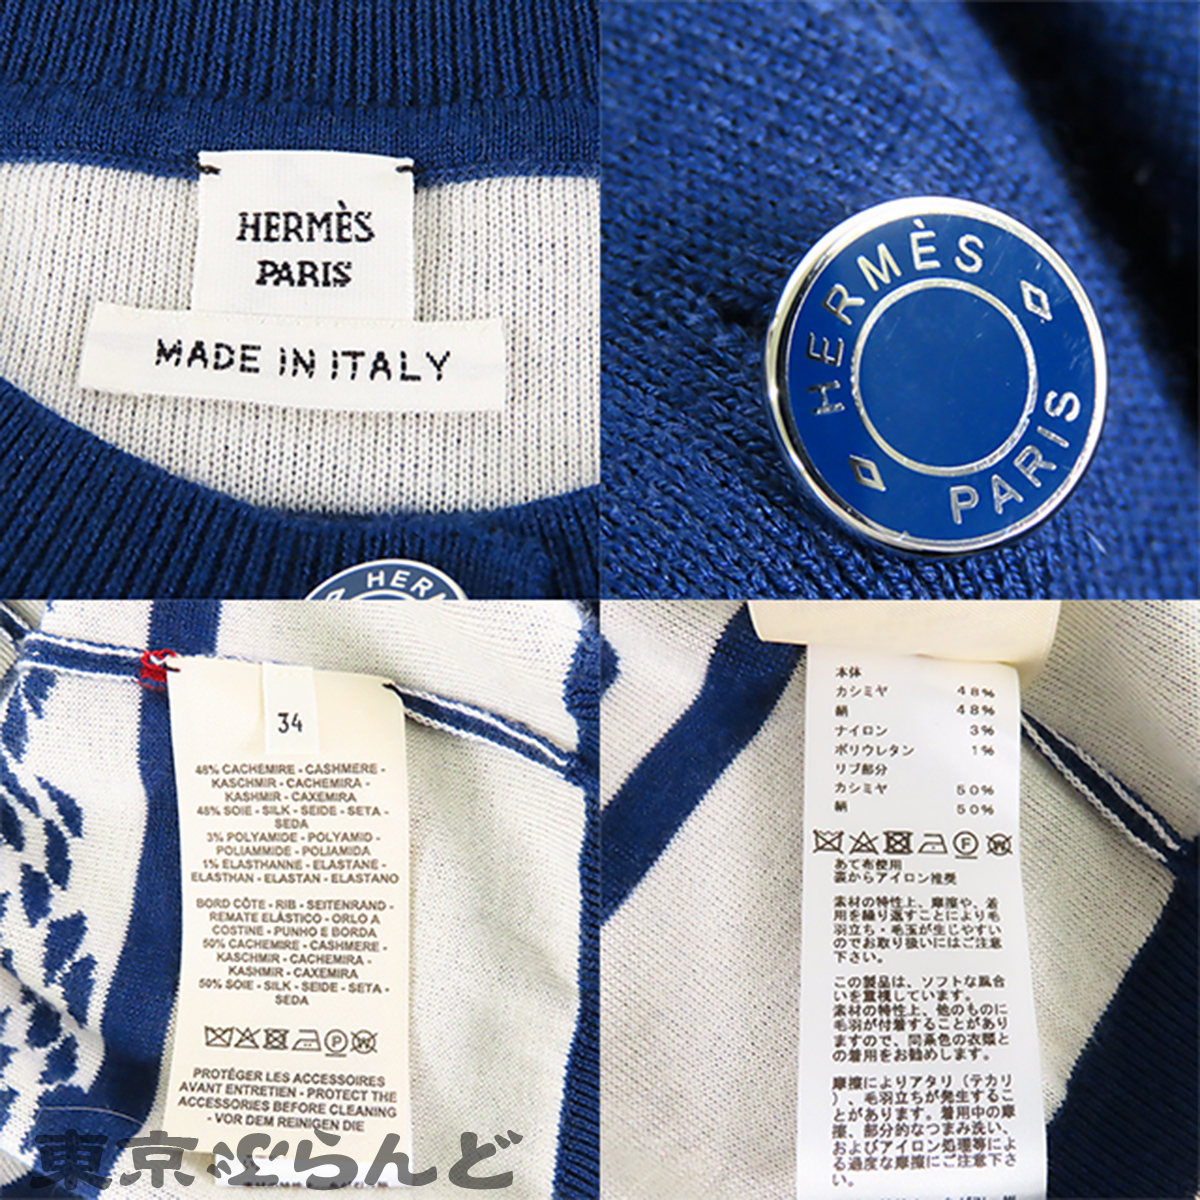 HERMÈS
PARIS
MADE IN ITALY
HERM
HERMÈS
PARIS
34
48% CACHEMIRE - CASHMERE -
KASCHMIR - CACHEMIRA -
KASHMIR - CAXEMIRA
48% SOIE - SILK - SEIDE - SETA -
SEDA
3% POLYAMIDE - POLYAMID -
POLIAMMIDE - POLIAMIDA
1% ELASTHANNE - ELASTANE -
ELASTHAN - ELASTAN - ELASTANO
BORD CÔTE - RIB - SEITENRAND -
REMATE ELÁSTICO - ORLO A
COSTINE - PUNHO E BORDA
50% CACHEMIRE - CASHMERE -
KASCHMIR - CACHEMIRA -
KASHMIR - CAXEMIRA
50% SOIE - SILK - SEIDE - SETA -
SEDA
P
W
PROTÉGER LES ACCESSOIRES
AVANT ENTRETIEN - PROTECT THE
ACCESSORIES BEFORE CLEANING
- VOR DEM REINIGEN DIE
本体
カシミヤ 48%
絹 48%
ナイロン 3%
ポリウレタン 1%
リブ部分
カシミヤ 50%
絹 50%
F
W
あて布使用
裏からアイロン推奨
素材の特性上、摩擦や、着
用を繰り返すことにより毛
羽立ち・毛玉が生じやすい
のでお取り扱いにはご注意
下さい。
この製品は、ソフトな風合
いを重視しています。
素材の特性上、他のものに
毛羽が付着することがあり
ますので、同系色の衣類と
の着用をお勧めします。
摩擦によりアタリ(テカリ
)、毛羽立ちが発生するこ
とがあります。着用中の摩
擦、部分的なつまみ洗い、
およびアイロン処理等によ
る過度な摩擦にご注意下さ
い。
東京ぶらんど